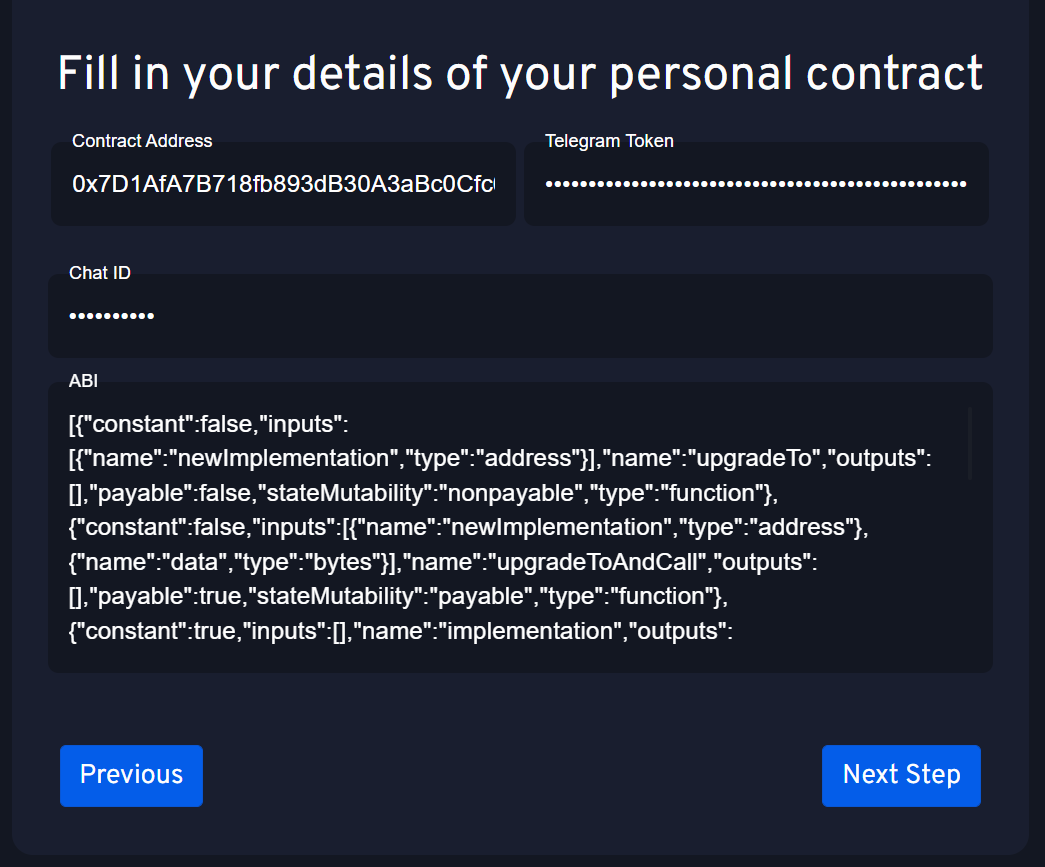 Fill in your details of your personal contract
Contract Address
Telegram Token
0x7D1AfA7B718fb893dB30A3aBc0Cfc
••••••••••••••••••••••••••••••••••••••••••••••
Chat ID
••••••••••
ABI
[{"constant":false,"inputs":
[{"name":"newImplementation","type":"address"}],"name":"upgradeTo","outputs":
[],"payable":false,"stateMutability":"nonpayable","type":"function"},
{"constant":false,"inputs":[{"name":"newImplementation","type":"address"},
{"name":"data","type":"bytes"}],"name":"upgradeToAndCall","outputs":
[],"payable":true,"stateMutability":"payable","type":"function"},
{"constant":true,"inputs":[],"name":"implementation","outputs":
Previous
Next Step